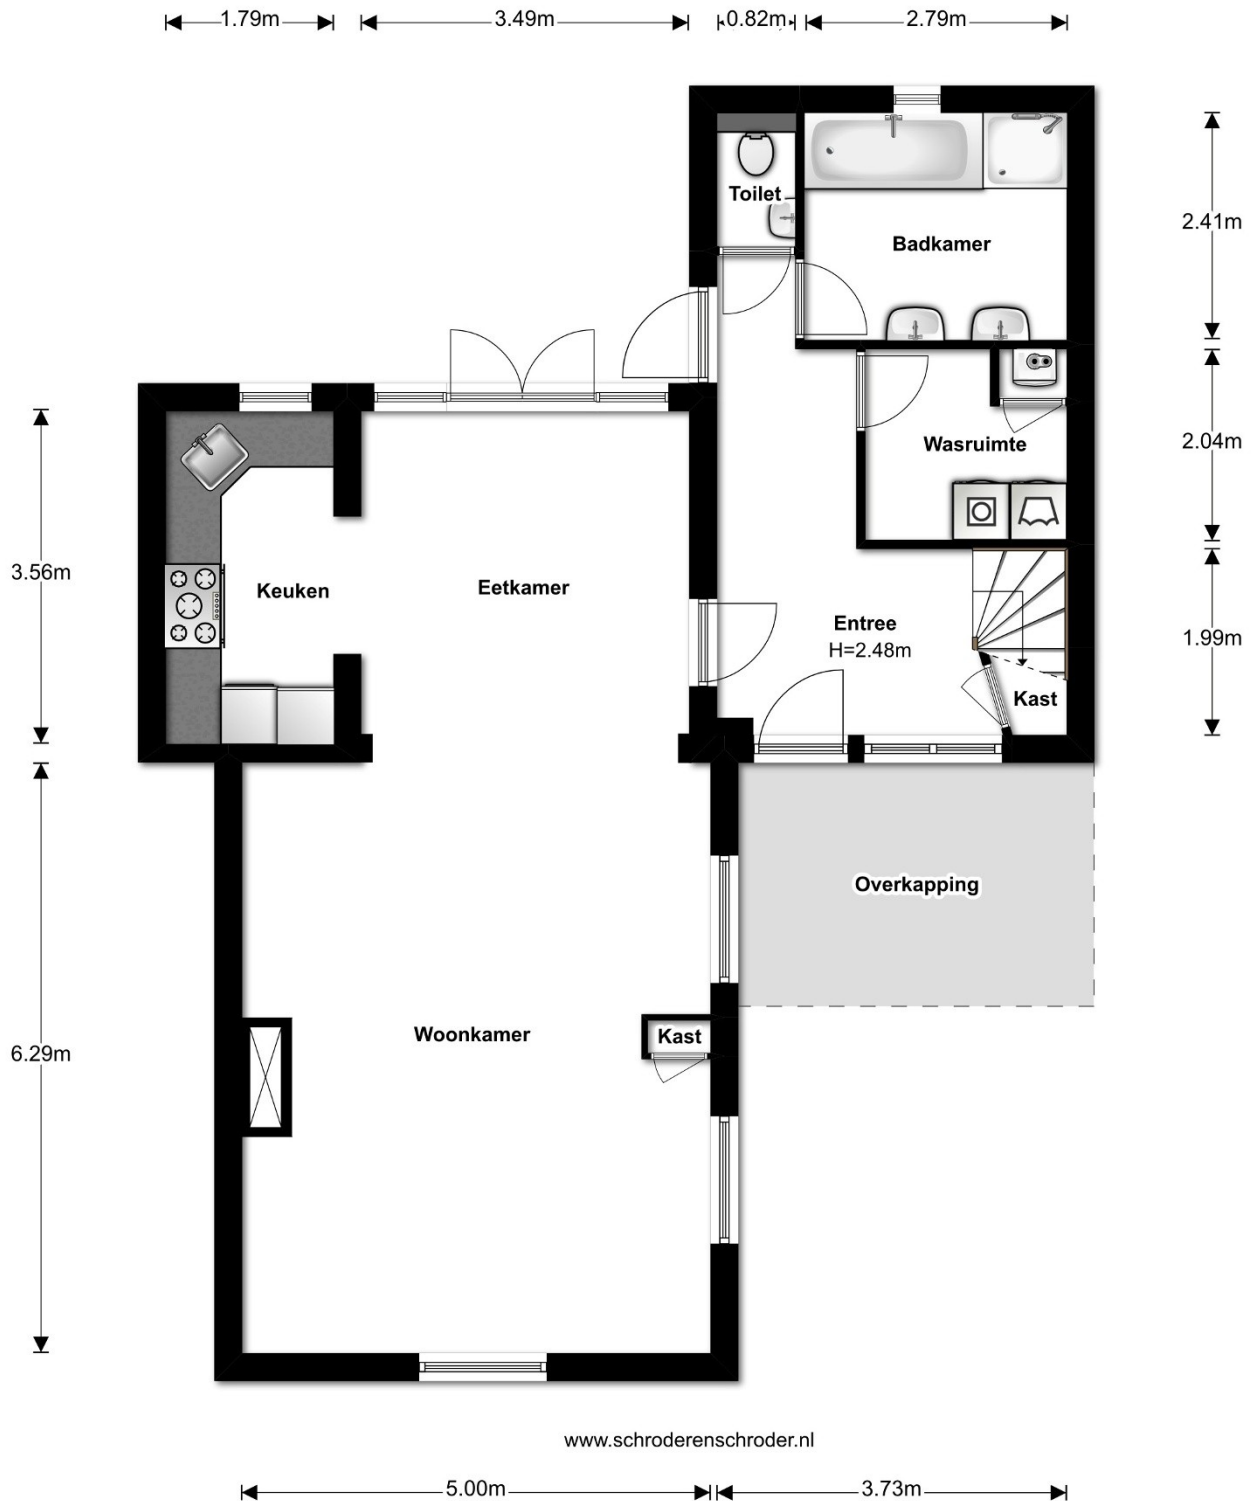 1.79m
3.49m
0.82m
2.79m
Toilet
Badkamer
2.41m
Wasruimte
2.04m
3.56m
Keuken
Eetkamer
Entree
H=2.48m
1.99m
Kast
Overkapping
Woonkamer
Kast
6.29m
www.schroderenschroder.nl
5.00m
3.73m